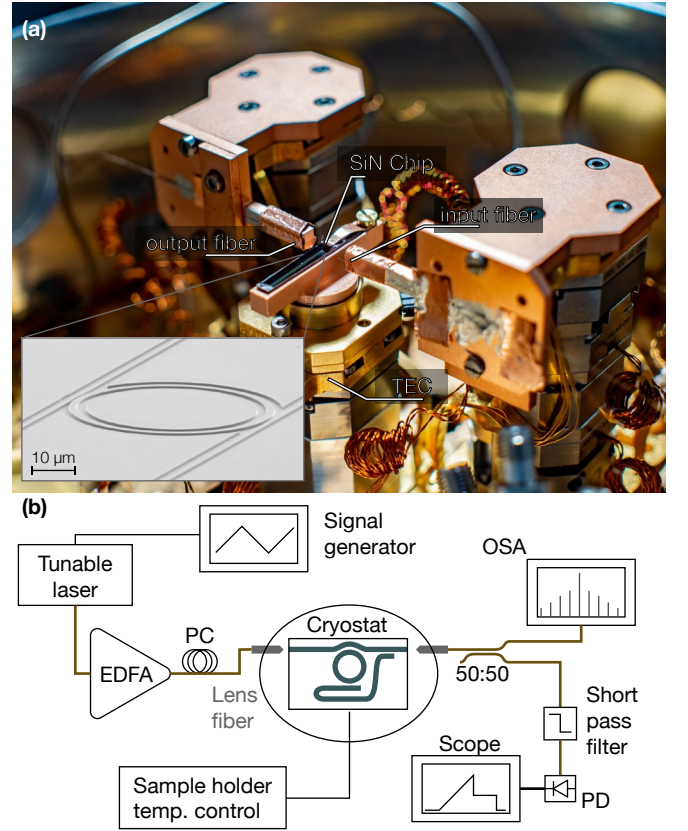 (a)
SiN Chip
input fiber
output fiber
TEC
10 µm
(b)
Signal
generator
Tunable
laser
OSA
PC
Cryostat
EDFA
50:50
Lens
fiber
Short
pass
filter
Scope
Sample holder
temp. control
PD